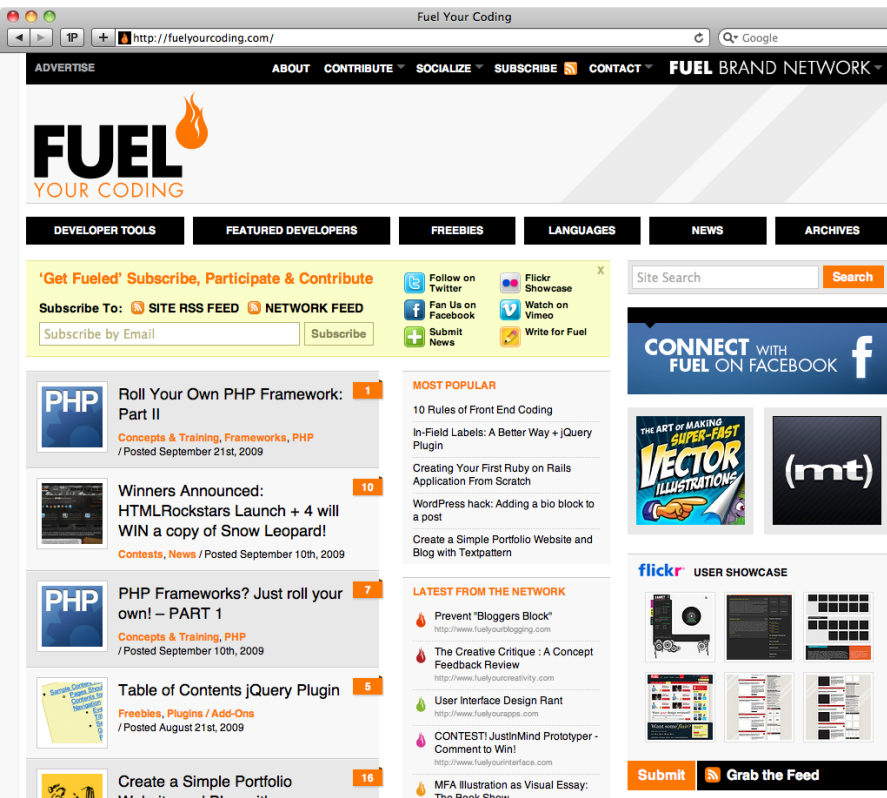 Fuel Your Coding
1P
http://fuelyourcoding.com/
Google
ADVERTISE
ABOUT
CONTRIBUTE
SOCIALIZE
SUBSCRIBE
CONTACT
FUEL BRAND NETWORK
FUEL
YOUR CODING
DEVELOPER TOOLS
FEATURED DEVELOPERS
FREEBIES
LANGUAGES
NEWS
ARCHIVES
‘Get Fueled’ Subscribe, Participate & Contribute
Subscribe To: SITE RSS FEED NETWORK FEED
Subscribe by Email
Subscribe
x
Follow on
Twitter
Flickr
Showcase
Fan Us on
Facebook
Watch on
Vimeo
Submit
News
Write for Fuel
Site Search
Search
CONNECT WITH
FUEL ON FACEBOOK
PHP
Roll Your Own PHP Framework:
Part II
1
Concepts & Training, Frameworks, PHP
/ Posted September 21st, 2009
Winners Announced:
HTMLRockstars Launch + 4 will
WIN a copy of Snow Leopard!
10
Contests, News / Posted September 10th, 2009
PHP
PHP Frameworks? Just roll your
own! – PART 1
7
Concepts & Training, PHP
/ Posted September 10th, 2009
Table of Contents jQuery Plugin
5
Freebies, Plugins / Add-Ons
/ Posted August 21st, 2009
Create a Simple Portfolio
16
MOST POPULAR
10 Rules of Front End Coding
In-Field Labels: A Better Way + jQuery
Plugin
Creating Your First Ruby on Rails
Application From Scratch
WordPress hack: Adding a bio block to
a post
Create a Simple Portfolio Website and
Blog with Textpattern
LATEST FROM THE NETWORK
Prevent "Bloggers Block"
http://www.fuelyourblogging.com
The Creative Critique : A Concept
Feedback Review
http://www.fuelyourcreativity.com
User Interface Design Rant
http://www.fuelyourapps.com
CONTEST! JustInMind Prototyper -
Comment to Win!
http://www.fuelyourinterface.com
MFA Illustration as Visual Essay:
The Book Show
THE ART OF MAKING
SUPER-FAST
VECTOR
ILLUSTRATIONS
(mt)
flickr USER SHOWCASE
Submit
Grab the Feed